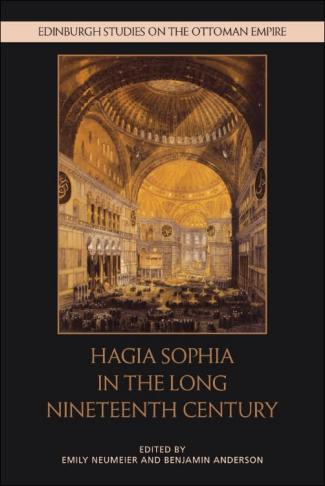 EDINBURGH STUDIES ON THE OTTOMAN EMPIRE
HAGIA SOPHIA
IN THE LONG
NINETEENTH CENTURY
EDITED BY
EMILY NEUMEIER AND BENJAMIN ANDERSON